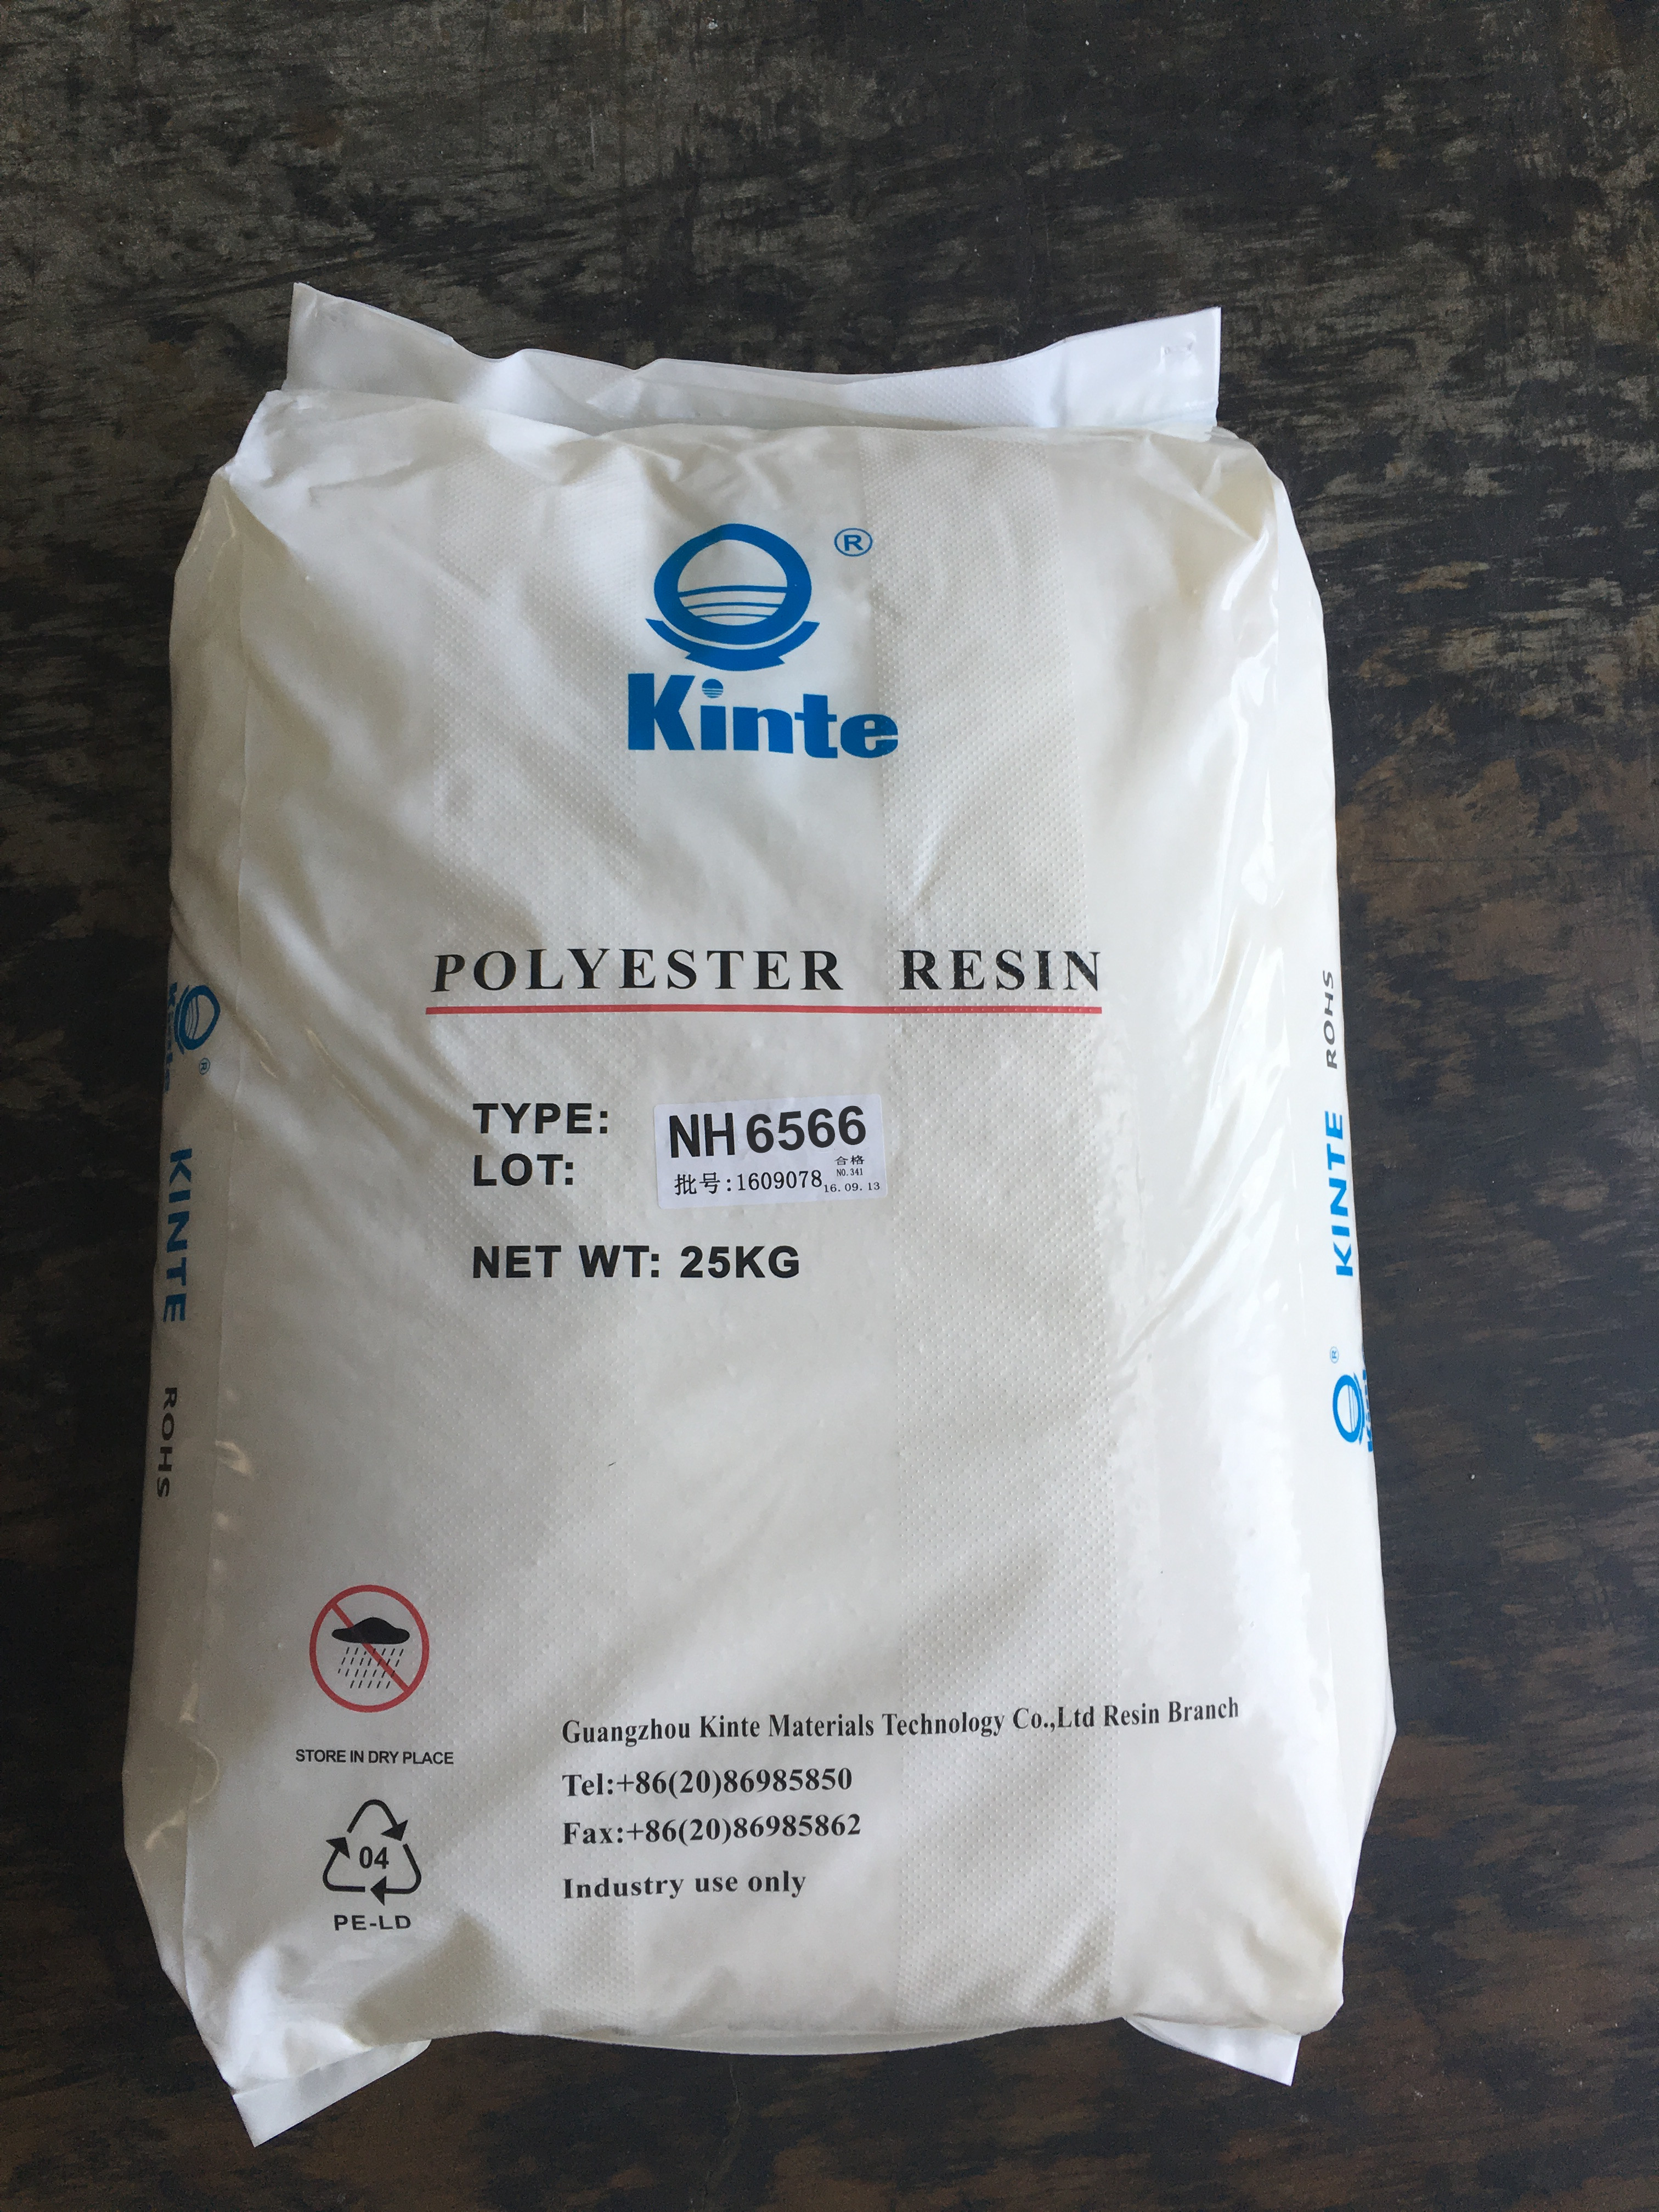 ®
Kinte
POLYESTER RESIN
TYPE: NH6566
合格
NO.341
LOT: 批号:1609078 16.09.13
NET WT: 25KG
®
KINTE
ROHS
ROHS
KINTE
®
STORE IN DRY PLACE
04
PE-LD
Guangzhou Kinte Materials Technology Co.,Ltd Resin Branch
Tel:+86(20)86985850
Fax:+86(20)86985862
Industry use only